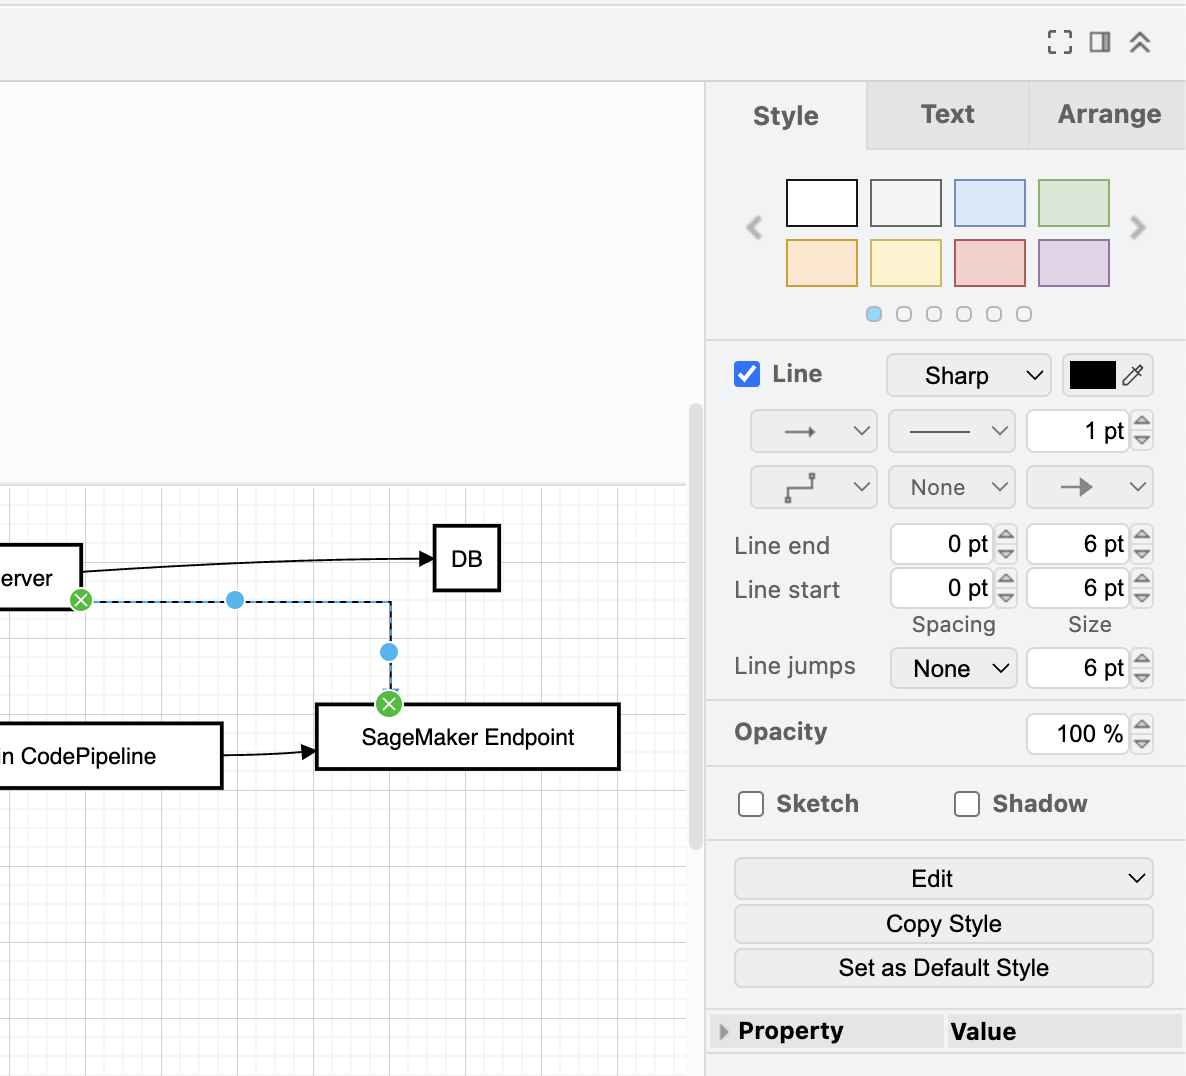 Style Text Arrange
Line Sharp
1 pt
None
Line end 0 pt 6 pt
Line start 0 pt 6 pt
Spacing Size
Line jumps None 6 pt
Opacity 100 %
Sketch Shadow
Edit
Copy Style
Set as Default Style
Property Value
erver
DB
in CodePipeline
SageMaker Endpoint